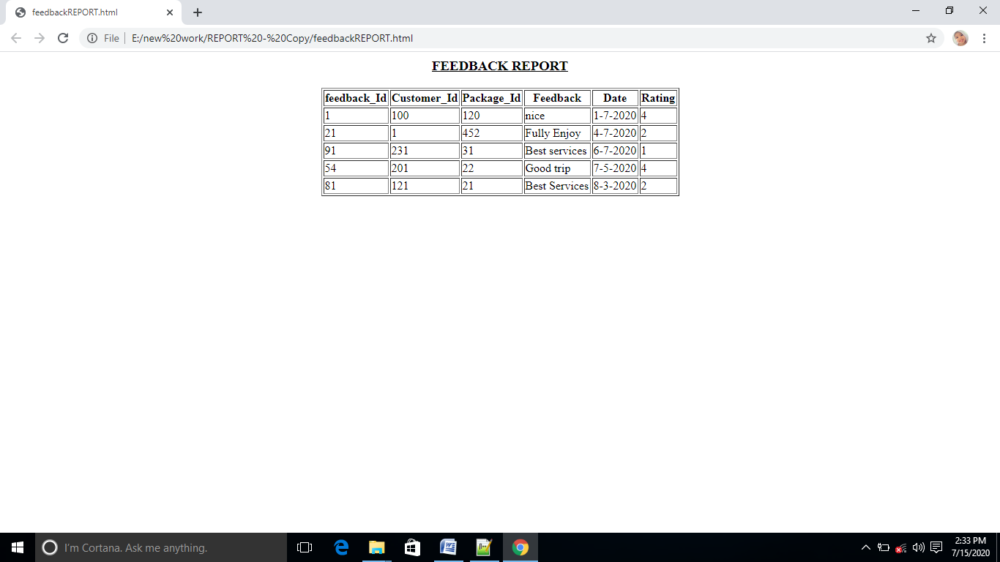 feedbackREPORT.html
File | E:/new%20work/REPORT%20-%20Copy/feedbackREPORT.html
FEEDBACK REPORT
feedback_Id Customer_Id Package_Id Feedback Date Rating
1 100 120 nice 1-7-2020 4
21 1 452 Fully Enjoy 4-7-2020 2
91 231 31 Best services 6-7-2020 1
54 201 22 Good trip 7-5-2020 4
81 121 21 Best Services 8-3-2020 2
I'm Cortana. Ask me anything.
2:33 PM
7/15/2020